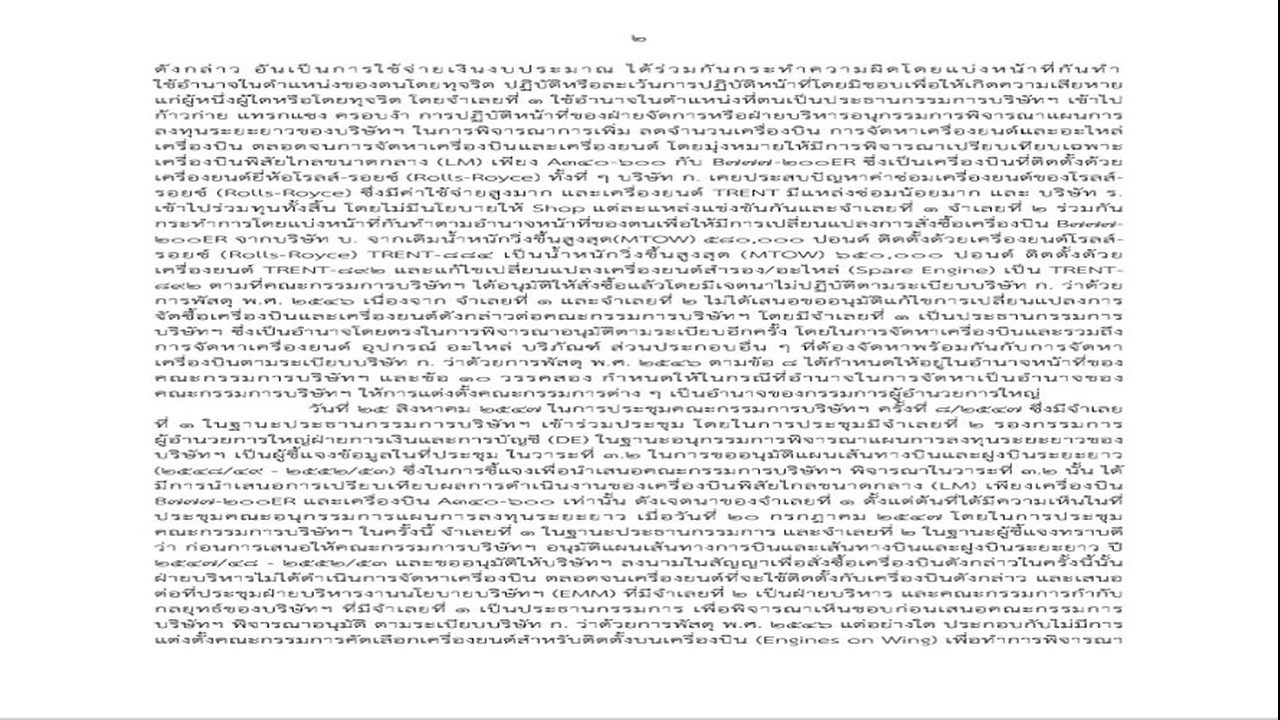 ๒
ดังกล่าว อันเป็นการใช้จ่ายเงินงบประมาณ ได้ร่วมกันกระทำความผิดโดยแบ่งหน้าที่กันทำ
ใช้อำนาจในตำแหน่งของตนโดยทุจริต ปฏิบัติหรือละเว้นการปฏิบัติหน้าที่โดยมิชอบเพื่อให้เกิดความเสียหาย
แก่ผู้หนึ่งผู้ใดหรือโดยทุจริต โดยจำเลยที่ ๑ ใช้อำนาจในตำแหน่งที่ตนเป็นประธานกรรมการบริษัทฯ เข้าไป
ก้าวก่าย แทรกแซง ครอบงำ การปฏิบัติหน้าที่ของฝ่ายจัดการหรือฝ่ายบริหารอนุกรรมการพิจารณาแผนการ
ลงทุนระยะยาวของบริษัทฯ ในการพิจารณาการเพิ่ม ลดจำนวนเครื่องบิน การจัดหาเครื่องยนต์และอะไหล่
เครื่องบิน ตลอดจนการจัดหาเครื่องบินและเครื่องยนต์ โดยมุ่งหมายให้มีการพิจารณาเปรียบเทียบเฉพาะ
เครื่องบินพิสัยไกลขนาดกลาง (LM) เพียง A๓๔๐-๖๐๐ กับ B๗๗๗-๒๐๐ER ซึ่งเป็นเครื่องบินที่ติดตั้งด้วย
เครื่องยนต์ยี่ห้อโรลส์-รอยซ์ (Rolls-Royce) ทั้งที่ ๆ บริษัท ก. เคยประสบปัญหาค่าซ่อมเครื่องยนต์ของโรลส์-
รอยซ์ (Rolls-Royce) ซึ่งมีค่าใช้จ่ายสูงมาก และเครื่องยนต์ TRENT มีแหล่งซ่อมน้อยมาก และ บริษัท ร.
เข้าไปร่วมทุนทั้งสิ้น โดยไม่มีนโยบายให้ Shop แต่ละแหล่งแข่งขันกันและจำเลยที่ ๑ จำเลยที่ ๒ ร่วมกัน
กระทำการโดยแบ่งหน้าที่กันทำตามอำนาจหน้าที่ของตนเพื่อให้มีการเปลี่ยนแปลงการสั่งซื้อเครื่องบิน B๗๗๗-
๒๐๐ER จากบริษัท บ. จากเดิมน้ำหนักวิ่งขึ้นสูงสุด(MTOW) ๕๘๐,๐๐๐ ปอนด์ ติดตั้งด้วยเครื่องยนต์โรลส์-
รอยซ์ (Rolls-Royce) TRENT-๘๘๔ เป็นน้ำหนักวิ่งขึ้นสูงสุด (MTOW) ๖๕๐,๐๐๐ ปอนด์ ติดตั้งด้วย
เครื่องยนต์ TRENT-๘๙๒ และแก้ไขเปลี่ยนแปลงเครื่องยนต์สำรอง/อะไหล่ (Spare Engine) เป็น TRENT-
๘๙๒ ตามที่คณะกรรมการบริษัทฯ ได้อนุมัติให้สั่งซื้อแล้วโดยมีเจตนาไม่ปฏิบัติตามระเบียบบริษัท ก. ว่าด้วย
การพัสดุ พ.ศ. ๒๕๔๖ เนื่องจาก จำเลยที่ ๑ และจำเลยที่ ๒ ไม่ได้เสนอขออนุมัติแก้ไขการเปลี่ยนแปลงการ
จัดซื้อเครื่องบินและเครื่องยนต์ดังกล่าวต่อคณะกรรมการบริษัทฯ โดยมีจำเลยที่ ๑ เป็นประธานกรรมการ
บริษัทฯ ซึ่งเป็นอำนาจโดยตรงในการพิจารณาอนุมัติตามระเบียบอีกครั้ง โดยในการจัดหาเครื่องบินและรวมถึง
การจัดหาเครื่องยนต์ อุปกรณ์ อะไหล่ บริภัณฑ์ ส่วนประกอบอื่น ๆ ที่ต้องจัดหาพร้อมกันกับการจัดหา
เครื่องบินตามระเบียบบริษัท ก. ว่าด้วยการพัสดุ พ.ศ. ๒๕๔๖ ตามข้อ ๘ ได้กำหนดให้อยู่ในอำนาจหน้าที่ของ
คณะกรรมการบริษัทฯ และข้อ ๑๐ วรรคสอง กำหนดให้ในกรณีที่อำนาจในการจัดหาเป็นอำนาจของ
คณะกรรมการบริษัทฯ ให้การแต่งตั้งคณะกรรมการต่าง ๆ เป็นอำนาจของกรรมการผู้อำนวยการใหญ่
วันที่ ๒๕ สิงหาคม ๒๕๔๗ ในการประชุมคณะกรรมการบริษัทฯ ครั้งที่ ๘/๒๕๔๗ ซึ่งมีจำเลย
ที่ ๑ ในฐานะประธานกรรมการบริษัทฯ เข้าร่วมประชุม โดยในการประชุมมีจำเลยที่ ๒ รองกรรมการ
ผู้อำนวยการใหญ่ฝ่ายการเงินและการบัญชี (DE) ในฐานะอนุกรรมการพิจารณาแผนการลงทุนระยะยาวของ
บริษัทฯ เป็นผู้ชี้แจงข้อมูลในที่ประชุม ในวาระที่ ๓.๒ ในการขออนุมัติแผนเส้นทางบินและฝูงบินระยะยาว
(๒๕๔๘/๔๙ - ๒๕๕๒/๕๓) ซึ่งในการชี้แจงเพื่อนำเสนอคณะกรรมการบริษัทฯ พิจารณาในวาระที่ ๓.๒ นั้น ได้
มีการนำเสนอการเปรียบเทียบผลการดำเนินงานของเครื่องบินพิสัยไกลขนาดกลาง (LM) เพียงเครื่องบิน
B๗๗๗-๒๐๐ER และเครื่องบิน A๓๔๐-๖๐๐ เท่านั้น ดังเจตนาของจำเลยที่ ๑ ตั้งแต่ต้นที่ได้มีความเห็นในที่
ประชุมคณะอนุกรรมการแผนการลงทุนระยะยาว เมื่อวันที่ ๒๐ กรกฎาคม ๒๕๔๗ โดยในการประชุม
คณะกรรมการบริษัทฯ ในครั้งนี้ จำเลยที่ ๑ ในฐานะประธานกรรมการ และจำเลยที่ ๒ ในฐานะผู้ชี้แจงทราบดี
ว่า ก่อนการเสนอให้คณะกรรมการบริษัทฯ อนุมัติแผนเส้นทางการบินและเส้นทางบินและฝูงบินระยะยาว ปี
๒๕๔๗/๔๘ - ๒๕๕๒/๕๓ และขออนุมัติให้บริษัทฯ ลงนามในสัญญาเพื่อสั่งซื้อเครื่องบินดังกล่าวในครั้งนี้นั้น
ฝ่ายบริหารไม่ได้ดำเนินการจัดหาเครื่องบิน ตลอดจนเครื่องยนต์ที่จะใช้ติดตั้งกับเครื่องบินดังกล่าว และเสนอ
ต่อที่ประชุมฝ่ายบริหารงานนโยบายบริษัทฯ (EMM) ที่มีจำเลยที่ ๒ เป็นฝ่ายบริหาร และคณะกรรมการกำกับ
กลยุทธ์ของบริษัทฯ ที่มีจำเลยที่ ๑ เป็นประธานกรรมการ เพื่อพิจารณาเห็นชอบก่อนเสนอคณะกรรมการ
บริษัทฯ พิจารณาอนุมัติ ตามระเบียบบริษัท ก. ว่าด้วยการพัสดุ พ.ศ. ๒๕๔๖ แต่อย่างใด ประกอบกับไม่มีการ
แต่งตั้งคณะกรรมการคัดเลือกเครื่องยนต์สำหรับติดตั้งบนเครื่องบิน (Engines on Wing) เพื่อทำการพิจารณา